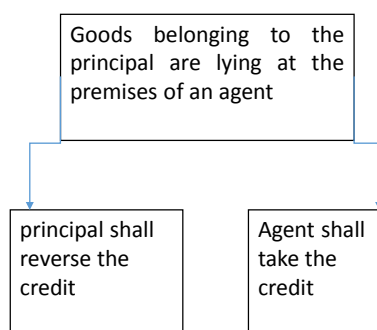 Goods belonging to the
principal are lying at the
premises of an agent
principal shall
reverse the
credit
Agent shall
take the
credit